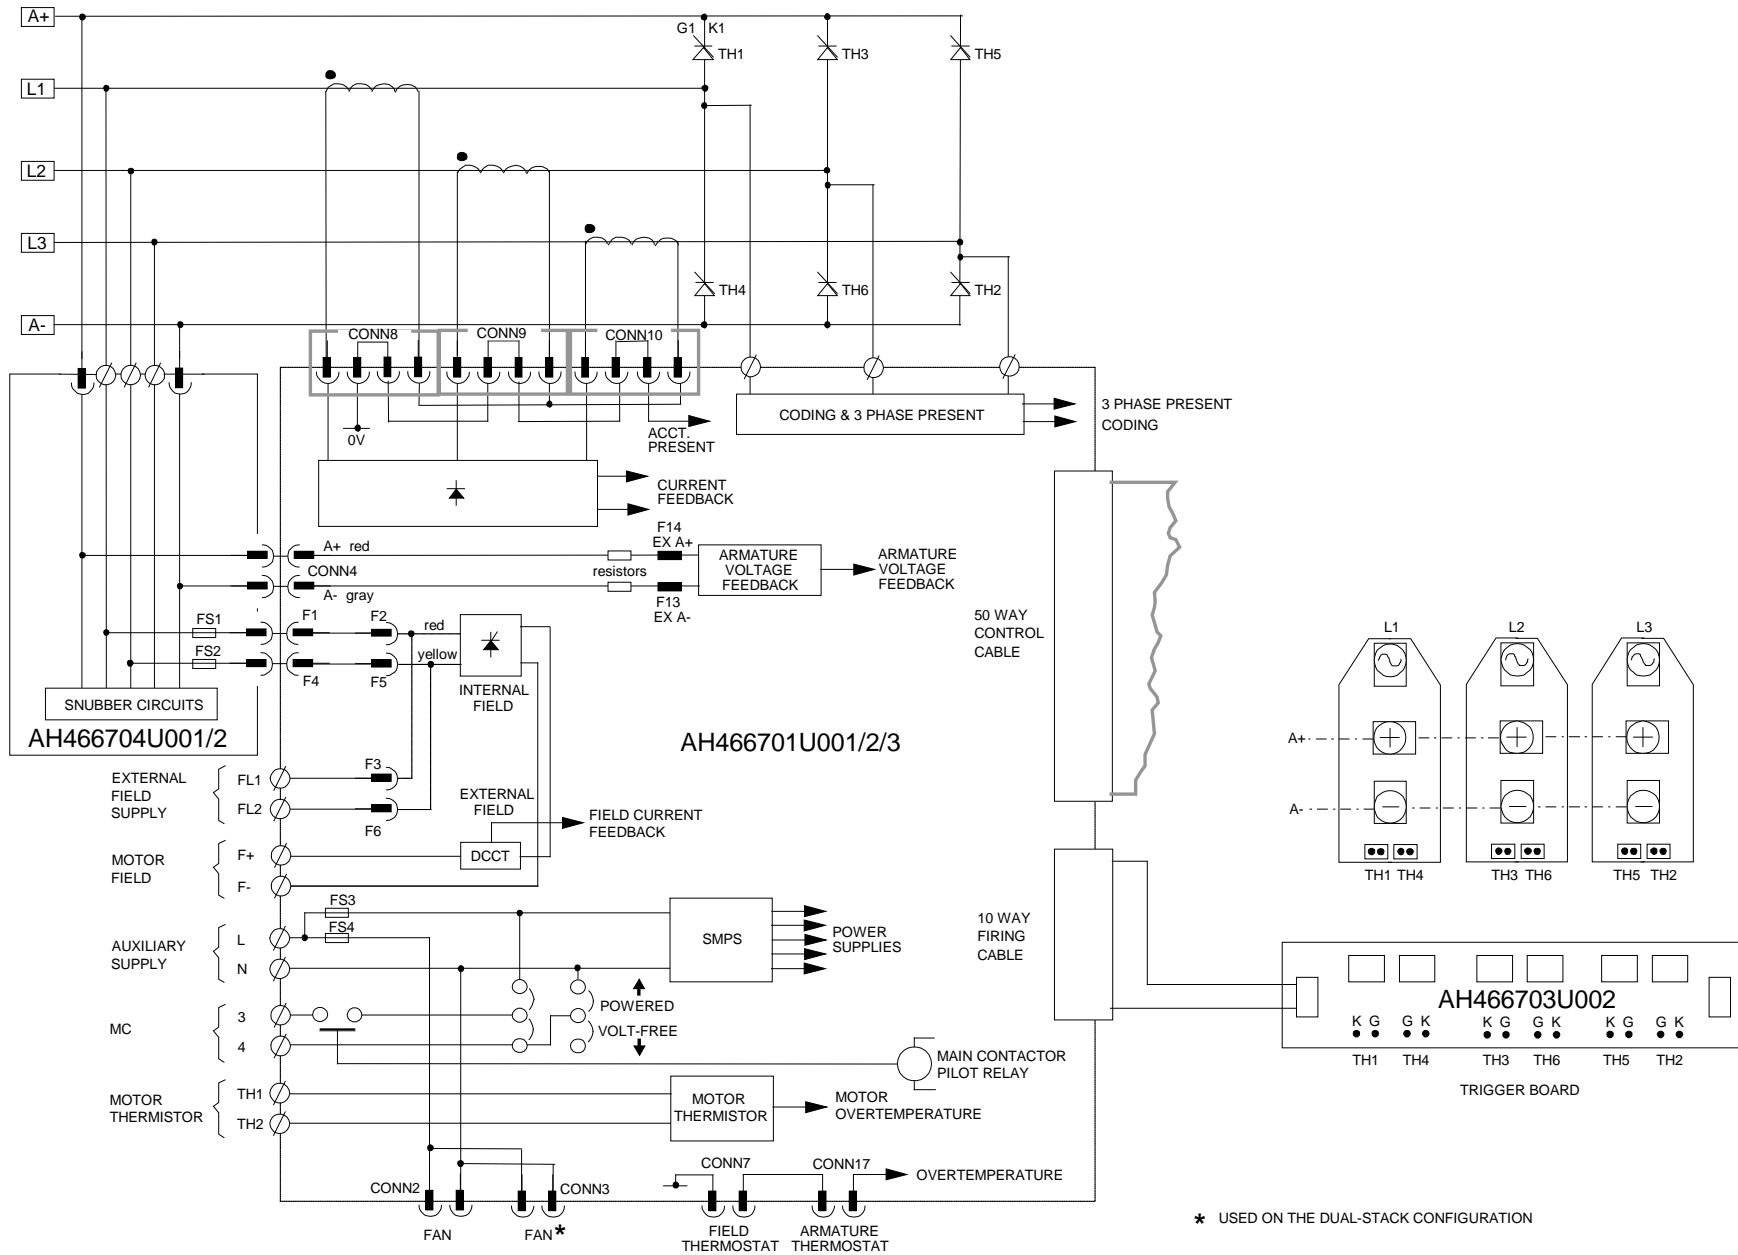 A+
G1 K1
TH1
TH3
TH5
L1
L2
L3
TH4
TH6
TH2
A-
CONN8
CONN9
CONN10
0V
ACCT.
PRESENT
CODING & 3 PHASE PRESENT
3 PHASE PRESENT
CODING
CURRENT
FEEDBACK
A+ red
CONN4
A- gray
resistors
F14
EX A+
F13
EX A-
ARMATURE
VOLTAGE
FEEDBACK
ARMATURE
VOLTAGE
FEEDBACK
FS1
FS2
F1
F2
red
yellow
F4
F5
INTERNAL
FIELD
SNUBBER CIRCUITS
AH466704U001/2
AH466701U001/2/3
50 WAY
CONTROL
CABLE
L1
L2
L3
A+
A-
TH1 TH4
TH3 TH6
TH5 TH2
EXTERNAL
FIELD
SUPPLY
FL1
FL2
F3
F6
EXTERNAL
FIELD
FIELD CURRENT
FEEDBACK
DCCT
MOTOR
FIELD
F+
F-
FS3
FS4
AUXILIARY
SUPPLY
L
N
SMPS
POWER
SUPPLIES
10 WAY
FIRING
CABLE
MC
3
4
POWERED
VOLT-FREE
MAIN CONTACTOR
PILOT RELAY
MOTOR
THERMISTOR
TH1
TH2
MOTOR
THERMISTOR
MOTOR
OVERTEMPERATURE
AH466703U002
K G G K K G G K K G G K
TH1 TH4 TH3 TH6 TH5 TH2
TRIGGER BOARD
CONN2
CONN3
CONN7
CONN17
OVERTEMPERATURE
FAN
FAN*
FIELD
THERMOSTAT
ARMATURE
THERMOSTAT
* USED ON THE DUAL-STACK CONFIGURATION